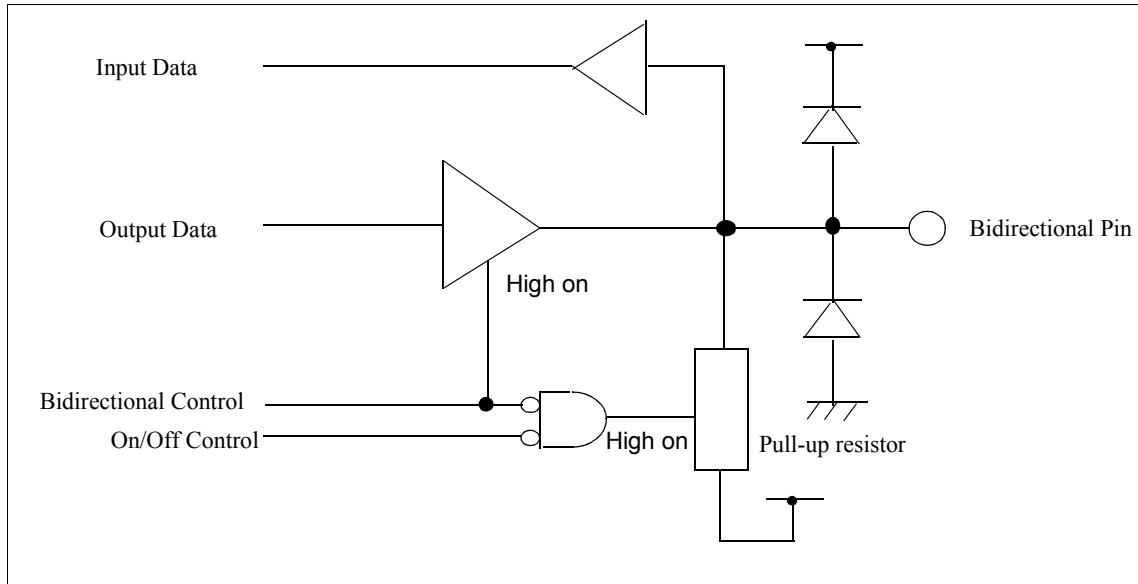 Input Data
Output Data
Bidirectional Pin
High on
Bidirectional Control
On/Off Control
High on
Pull-up resistor